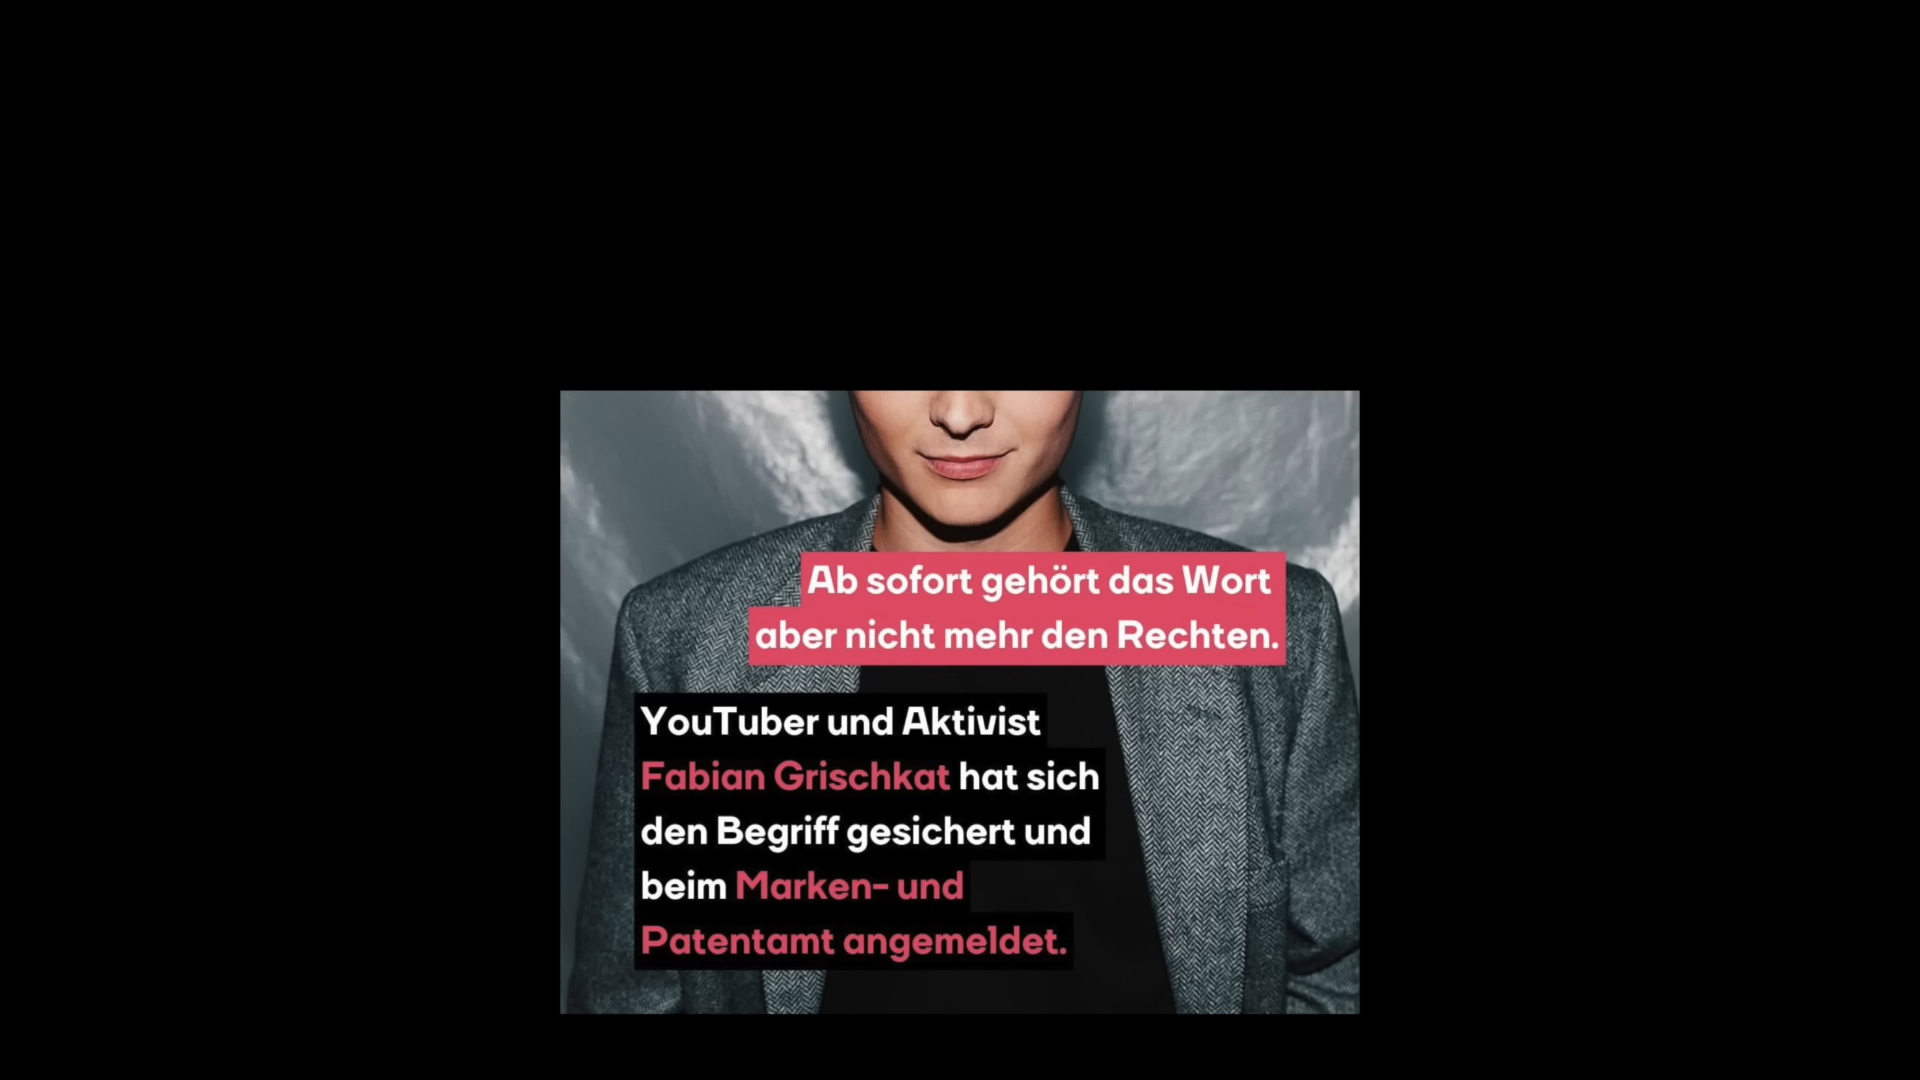 Ab sofort gehört das Wort
aber nicht mehr den Rechten.
YouTuber und Aktivist
Fabian Grischkat hat sich
den Begriff gesichert und
beim Marken- und
Patentamt angemeldet.